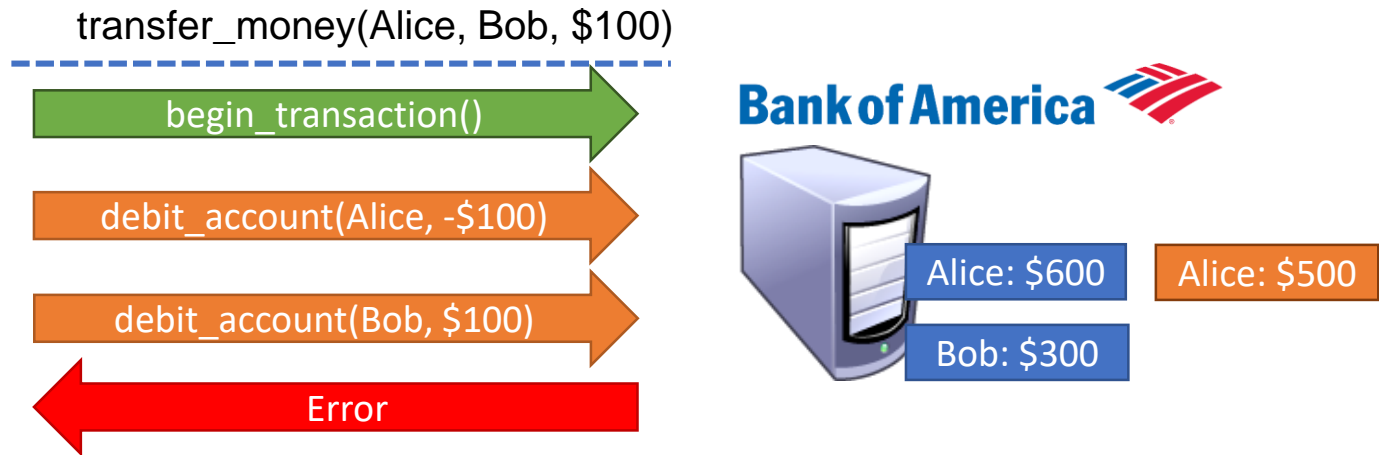 transfer_money(Alice, Bob, $100)
begin_transaction()
debit_account(Alice, -$100)
debit_account(Bob, $100)
Error
Bank of America
Alice: $600
Alice: $500
Bob: $300